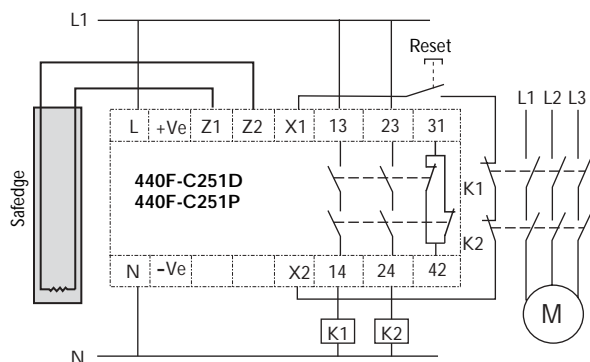 L1
Reset
L1 L2 L3
L +Ve Z1 Z2 X1 13 23 31
Safedge
440F-C251D
440F-C251P
K1
K2
N –Ve X2 14 24 42
K1 K2
M
N